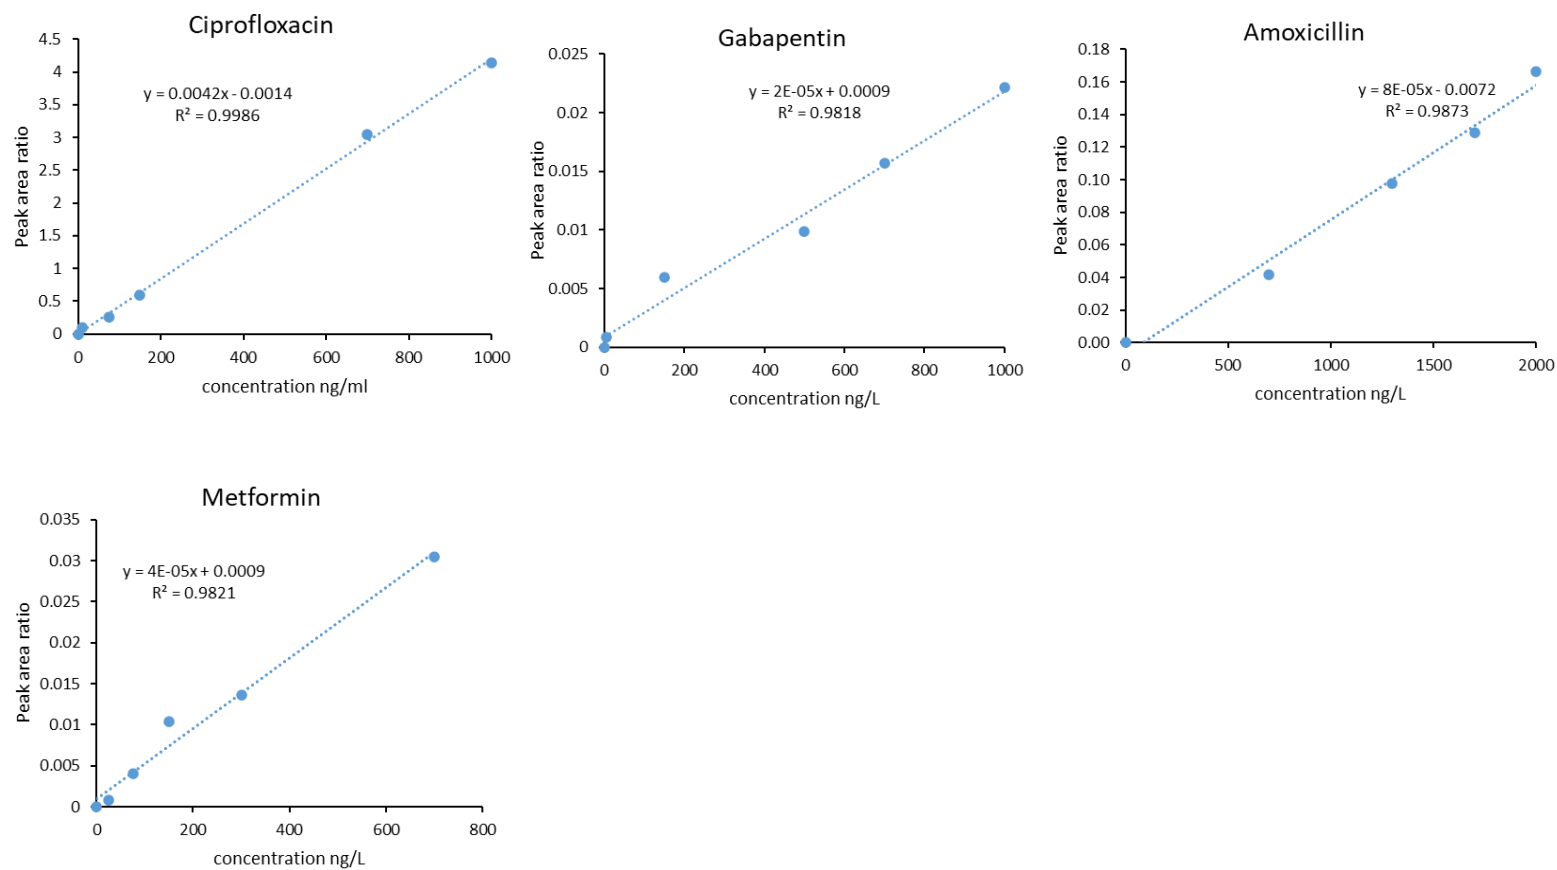 Ciprofloxacin
y = 0.0042x - 0.0014
R² = 0.9986
4.5
4
3.5
3
2.5
2
1.5
1
0.5
0
Peak area ratio
0 200 400 600 800 1000
concentration ng/ml
Gabapentin
y = 2E-05x + 0.0009
R² = 0.9818
0.025
0.02
0.015
0.01
0.005
0
Peak area ratio
0 200 400 600 800 1000
concentration ng/L
Amoxicillin
y = 8E-05x - 0.0072
R² = 0.9873
0.18
0.16
0.14
0.12
0.10
0.08
0.06
0.04
0.02
0.00
Peak area ratio
0 500 1000 1500 2000
concentration ng/L
Metformin
y = 4E-05x + 0.0009
R² = 0.9821
0.035
0.03
0.025
0.02
0.015
0.01
0.005
0
Peak area ratio
0 200 400 600 800
concentration ng/L